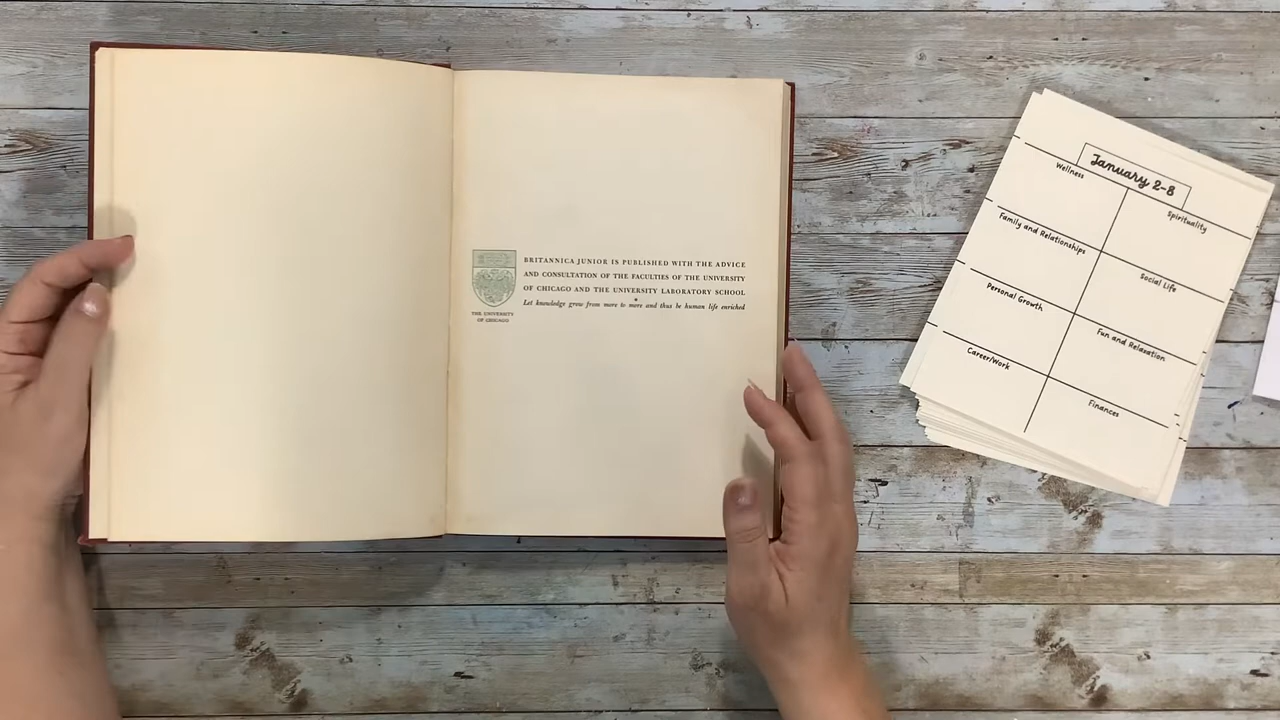 BRITANNICA JUNIOR IS PUBLISHED WITH THE ADVICE
AND CONSULTATION OF THE FACULTIES OF THE UNIVERSITY
OF CHICAGO AND THE UNIVERSITY LABORATORY SCHOOL
Let knowledge grow from more to more and thus be human life enriched
THE UNIVERSITY
OF CHICAGO
January 2-8
Wellness
Spirituality
Family and Relationships
Social Life
Personal Growth
Fun and Relaxation
Career/Work
Finances